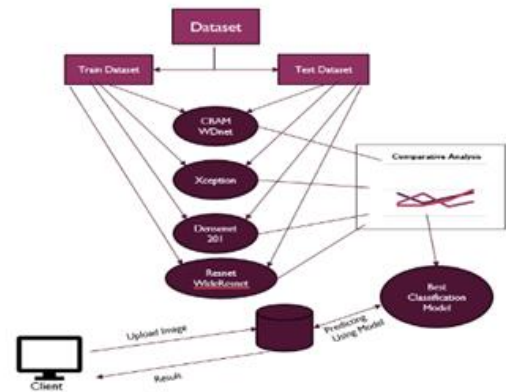 Dataset
Train Dataset
Test Dataset
CBAM
WDnet
Comparative Analysis
Xception
Densenet
201
Resnet
WideResnet
Best
Classification
Model
Upload Image
Predicting
Using Model
Result
Client